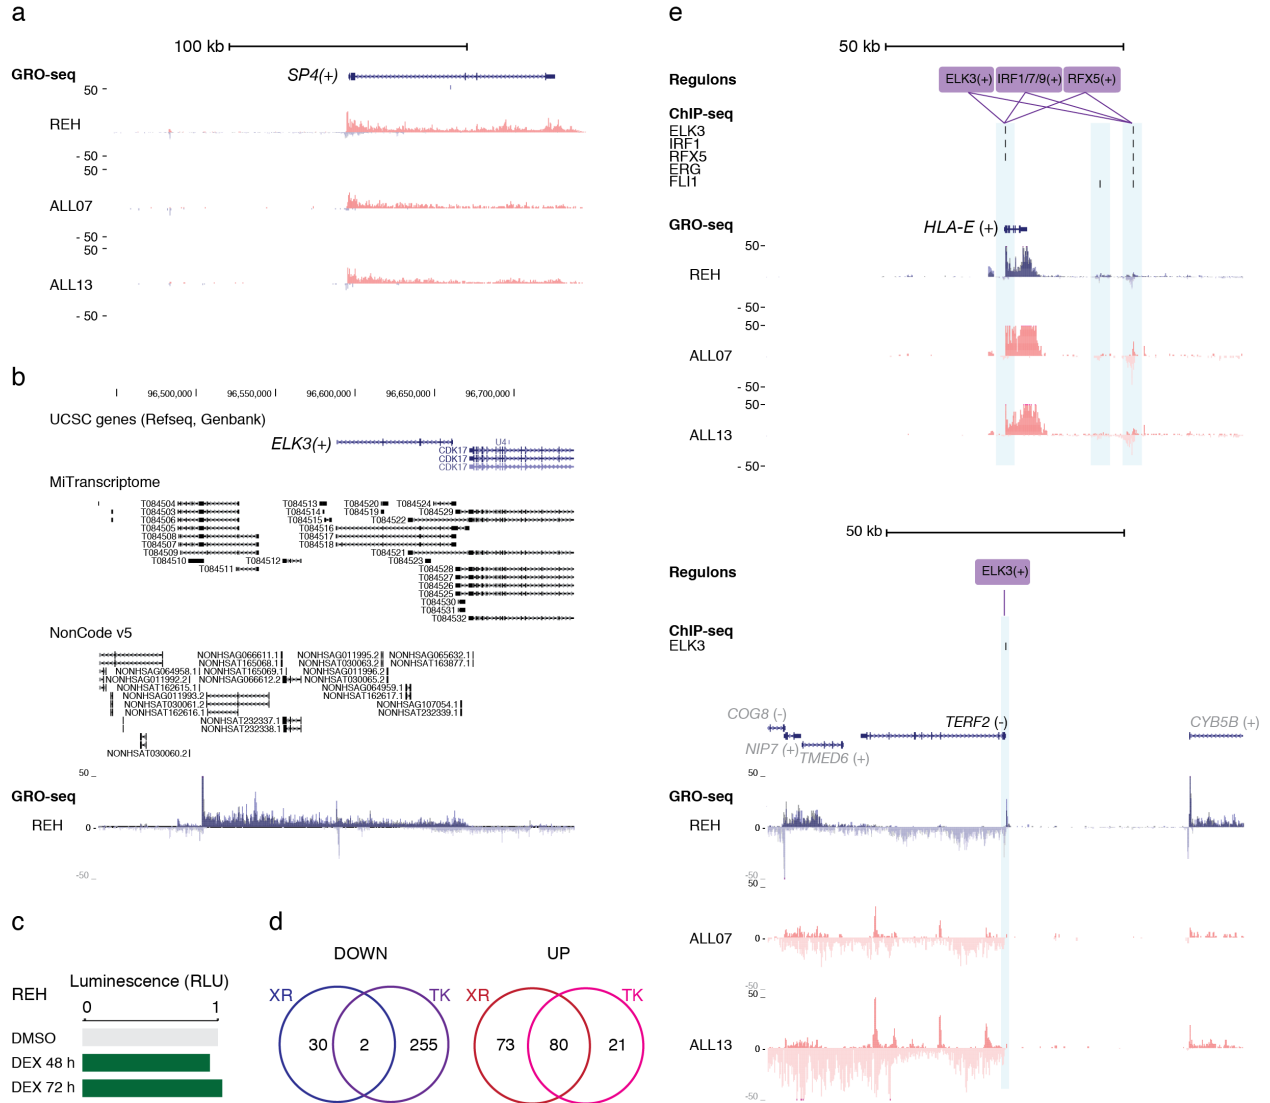 a
100 kb
GRO-seq
SP4(+)
50
REH
- 50
50
ALL07
- 50
50
ALL13
- 50
b
96,500,000
96,550,000
96,600,000
96,650,000
96,700,000
UCSC genes (Refseq, Genbank)
ELK3(+)
U4
CDK17
CDK17
CDK17
MiTranscriptome
T084504 T084513 T084520 T084524
T084503 T084514 T084519 T084529
T084506 T084515 T084522
T084505 T084516
T084508 T084517
T084507 T084518
T084509 T084521
T084510 T084512 T084523
T084511 T084528
T084527
T084526
T084525
T084530
T084531
T084532
NonCode v5
NONHSAG066611.1 NONHSAG011995.2 NONHSAG065632.1
NONHSAT165068.1 NONHSAT030063.2 NONHSAT163877.1
NONHSAG064958.1 NONHSAT165069.1 NONHSAG011996.2
NONHSAG011992.2 NONHSAG066612.2 NONHSAT030065.2
NONHSAT162615.1 NONHSAG064959.1
NONHSAG011993.2 NONHSAT162617.1
NONHSAT030061.2 NONHSAG107054.1
NONHSAT162616.1 NONHSAT232339.1
NONHSAT232337.1
NONHSAT232338.1
NONHSAT030060.2
50
GRO-seq
REH
0
-50
c
Luminescence (RLU)
REH
0 1
DMSO
DEX 48 h
DEX 72 h
d
DOWN UP
XR TK XR TK
30 2 255 73 80 21
e
50 kb
Regulons
ELK3(+) IRF1/7/9(+) RFX5(+)
ChIP-seq
ELK3
IRF1
RFX5
ERG
FLI1
GRO-seq
HLA-E (+)
50
REH
- 50
50
ALL07
- 50
50
ALL13
- 50
50 kb
Regulons
ELK3(+)
ChIP-seq
ELK3
COG8 (-) TERF2 (-) CYB5B (+)
NIP7 (+) TMED6 (+)
50
GRO-seq
REH
0
-50
50
ALL07
0
-50
50
ALL13
0
-50